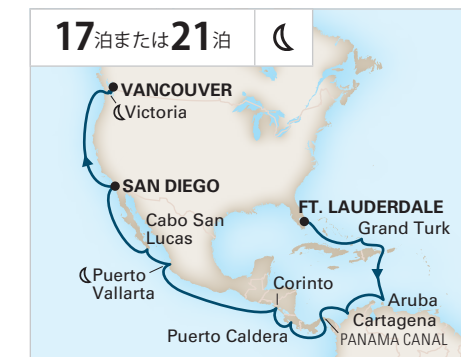 17泊または21泊
VANCOUVER
Victoria
SAN DIEGO
FT. LAUDERDALE
Grand Turk
Cabo San
Lucas
Puerto
Vallarta
Corinto
Aruba
Cartagena
Puerto Caldera
PANAMA CANAL